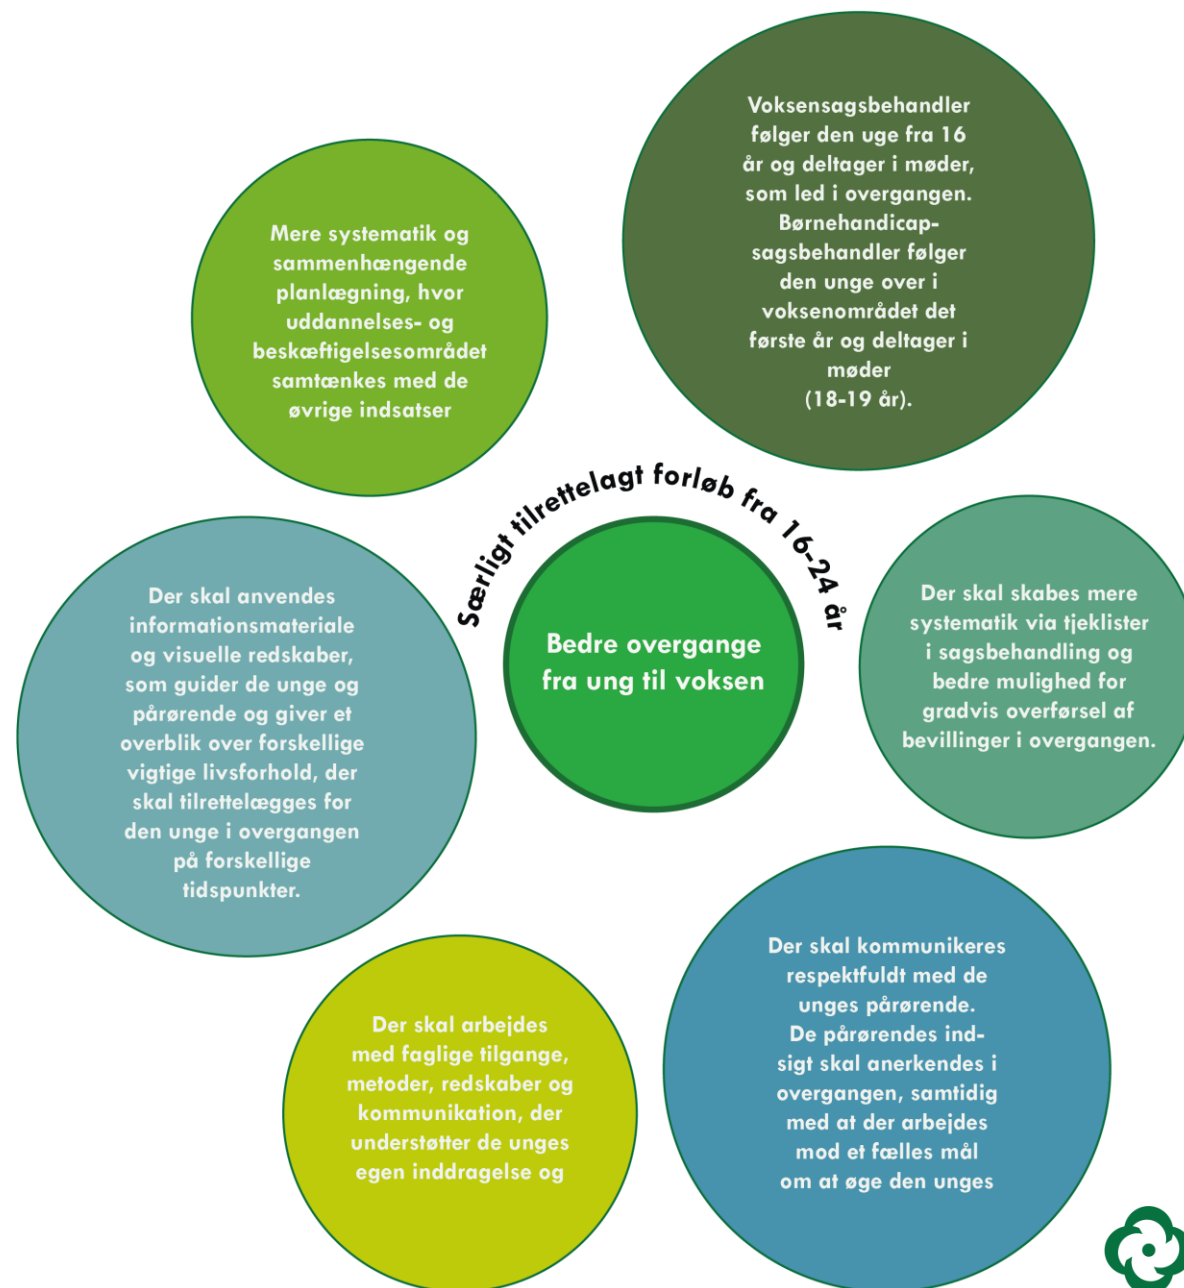 Voksensagsbehandler
følger den uge fra 16
år og deltager i møder,
som led i overgangen.
Børnehandicap-
sagsbehandler følger
den unge over i
voksenområdet det
første år og deltager i
møder
(18-19 år).
Mere systematik og
sammenhængende
planlægning, hvor
uddannelses- og
beskæftigelsesområdet
samtænkes med de
øvrige indsatser
Særligt tilrettelagt forløb fra 16-24 år
Bedre overgange
fra ung til voksen
Der skal skabes mere
systematik via tjeklister
i sagsbehandling og
bedre mulighed for
gradvis overførsel af
bevillinger i overgangen.
Der skal anvendes
informationsmateriale
og visuelle redskaber,
som guider de unge og
pårørende og giver et
overblik over forskellige
vigtige livsforhold, der
skal tilrettelægges for
den unge i overgangen
på forskellige
tidspunkter.
Der skal kommunikeres
respektfuldt med de
unges pårørende.
De pårørendes ind-
sigt skal anerkendes i
overgangen, samtidig
med at der arbejdes
mod et fælles mål
om at øge den unges
Der skal arbejdes
med faglige tilgange,
metoder, redskaber og
kommunikation, der
understøtter de unges
egen inddragelse og